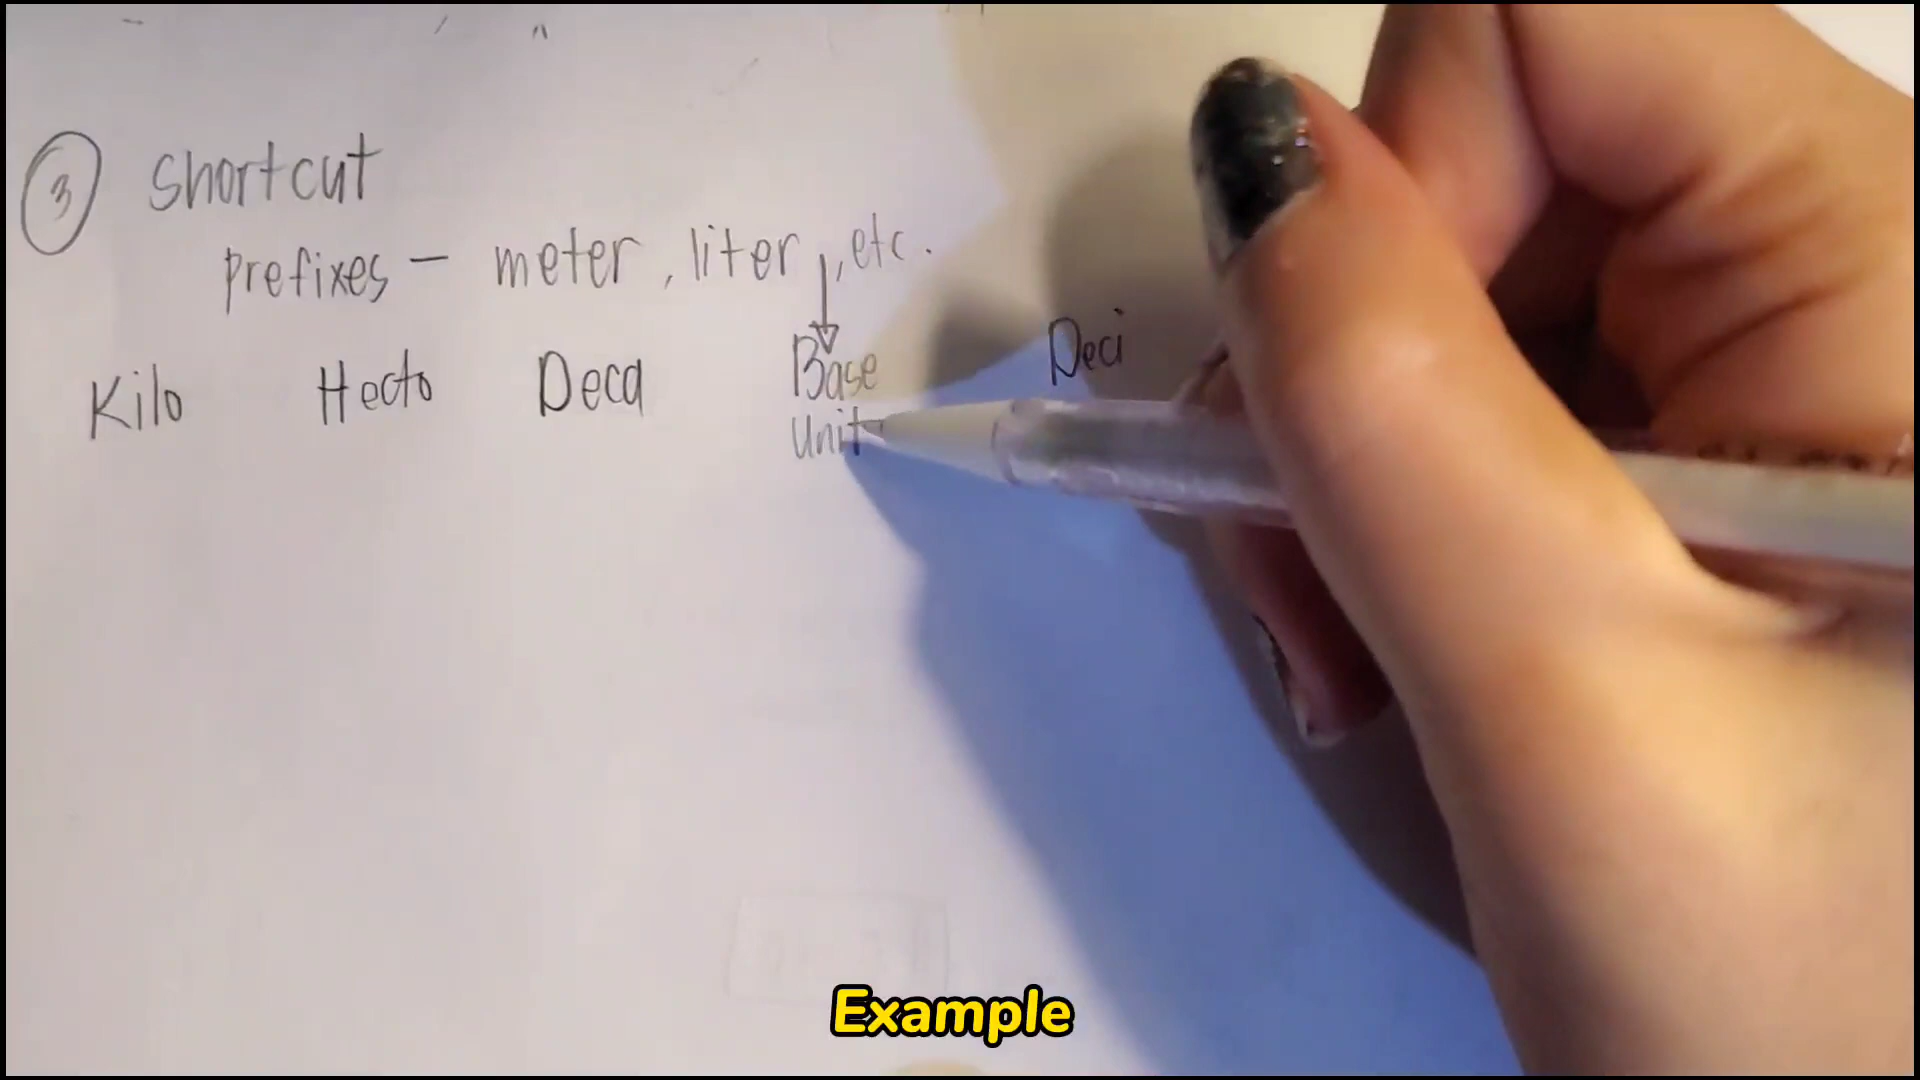 3 shortcut
prefixes - meter, liter, etc.
Kilo Hecto Deca Base Unit Deci
Example